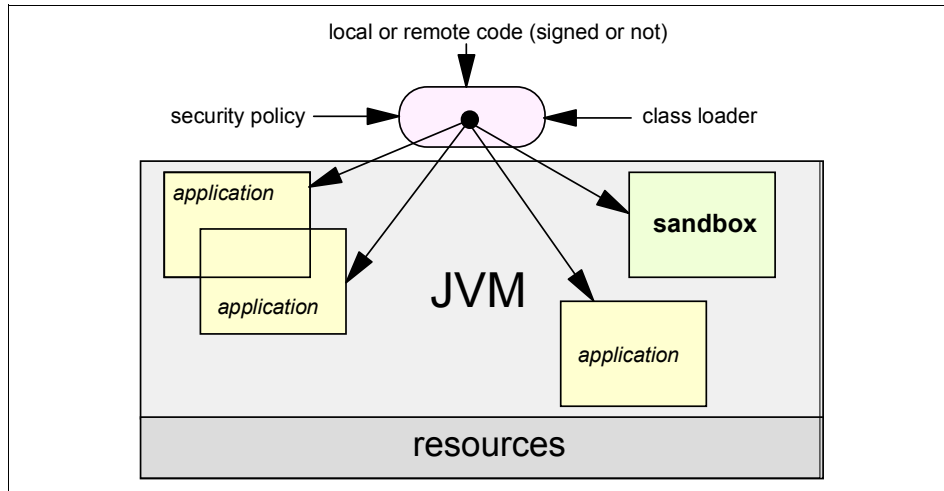 local or remote code (signed or not)
security policy
class loader
application
sandbox
application
JVM
application
resources